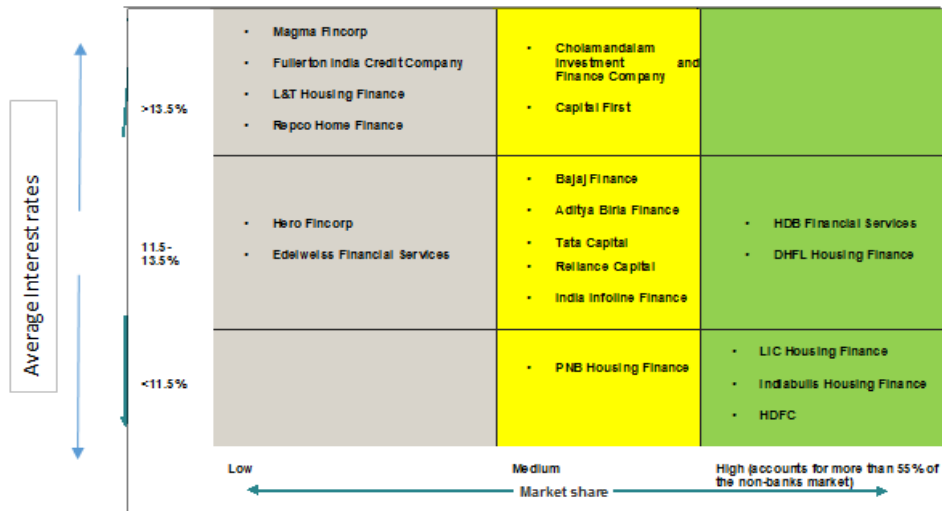 Average Interest rates
>13.5%
• Magma Fincorp
• Fullerton India Credit Company
• L&T Housing Finance
• Repco Home Finance
• Cholamandalam
Investment and
Finance Company
• Capital First
11.5-
13.5%
• Hero Fincorp
• Edelweiss Financial Services
• Bajaj Finance
• Aditya Birla Finance
• Tata Capital
• Reliance Capital
• India Infoline Finance
• HDB Financial Services
• DHFL Housing Finance
<11.5%
• PNB Housing Finance
• LIC Housing Finance
• Indiabulls Housing Finance
• HDFC
Low
Medium
High (accounts for more than 55% of
the non-banks market)
Market share